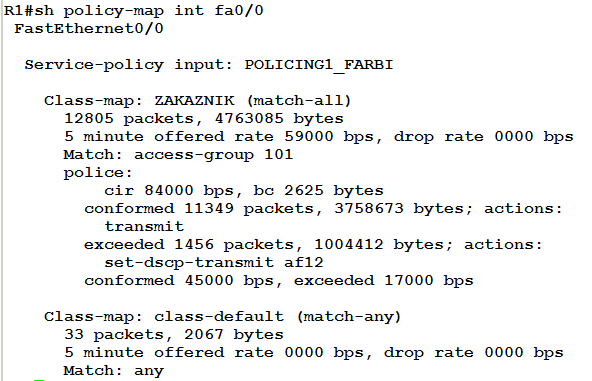 R1#sh policy-map int fa0/0
FastEthernet0/0
Service-policy input: POLICING1_FARBI
Class-map: ZAKAZNIK (match-all)
12805 packets, 4763085 bytes
5 minute offered rate 59000 bps, drop rate 0000 bps
Match: access-group 101
police:
cir 84000 bps, bc 2625 bytes
conformed 11349 packets, 3758673 bytes; actions:
transmit
exceeded 1456 packets, 1004412 bytes; actions:
set-dscp-transmit af12
conformed 45000 bps, exceeded 17000 bps
Class-map: class-default (match-any)
33 packets, 2067 bytes
5 minute offered rate 0000 bps, drop rate 0000 bps
Match: any